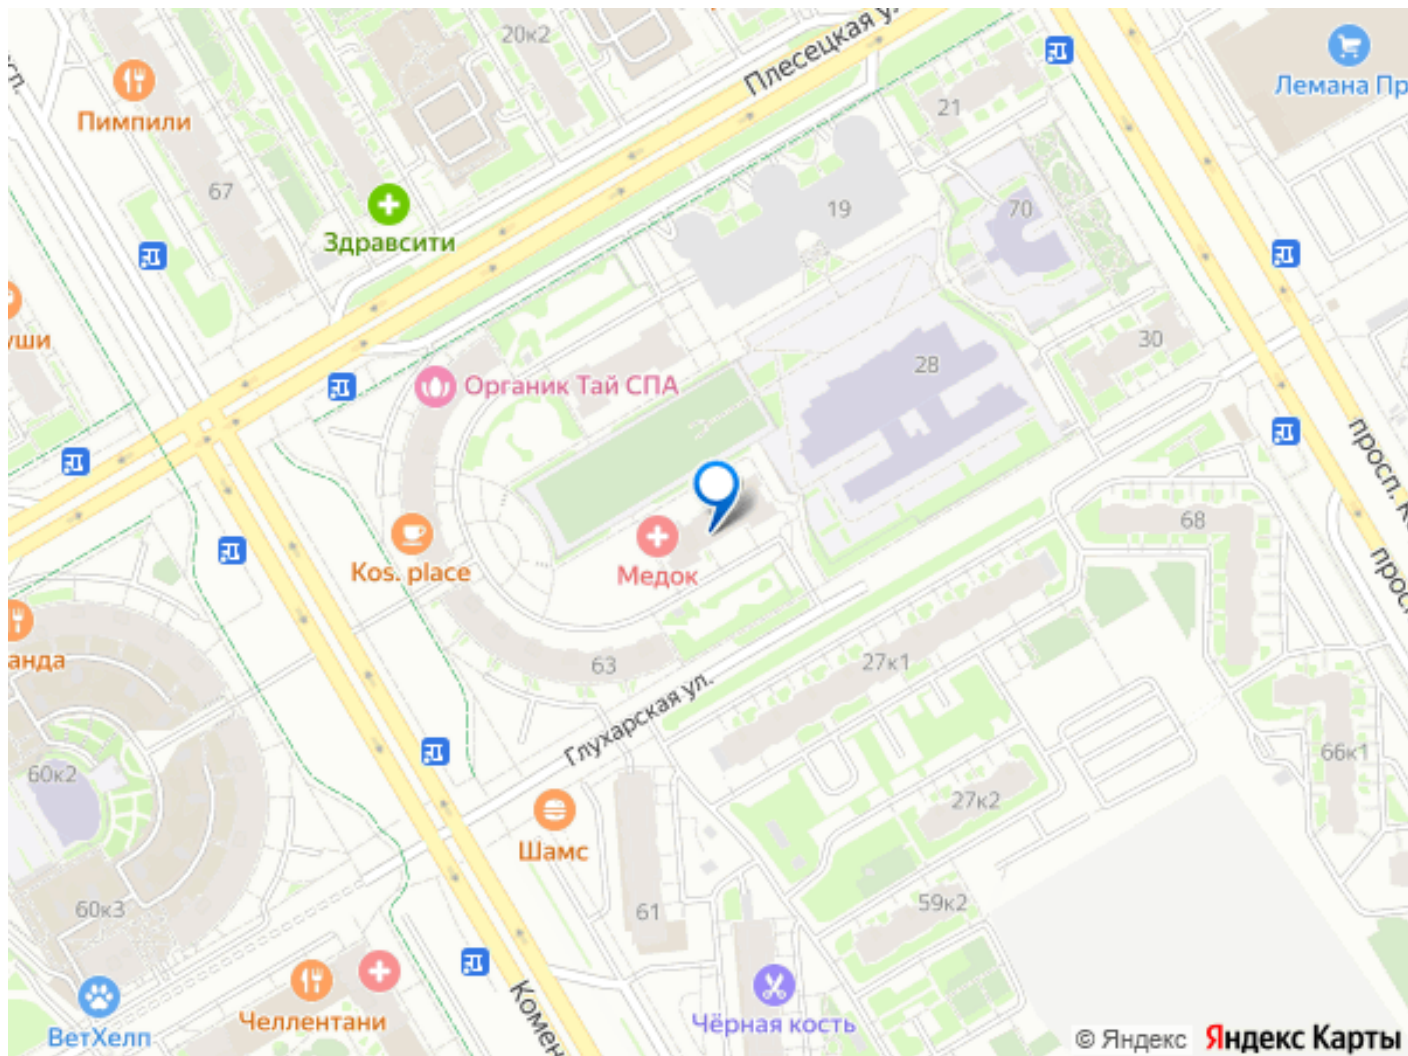 20к2
Плесецкая у
Лемана Пр
Пимпили
21
67
19
70
Здравсити
уши
30
28
Органик Тай СПА
просп. к
68
Kos. place
Медок
прос
анда
63
27к1
Глухарская ул.
66к1
60к2
27к2
Шамс
60к3
61
59к2
Комен
Челлентани
Чёрная кость
ВетХелп
© Яндекс Яндекс Карты